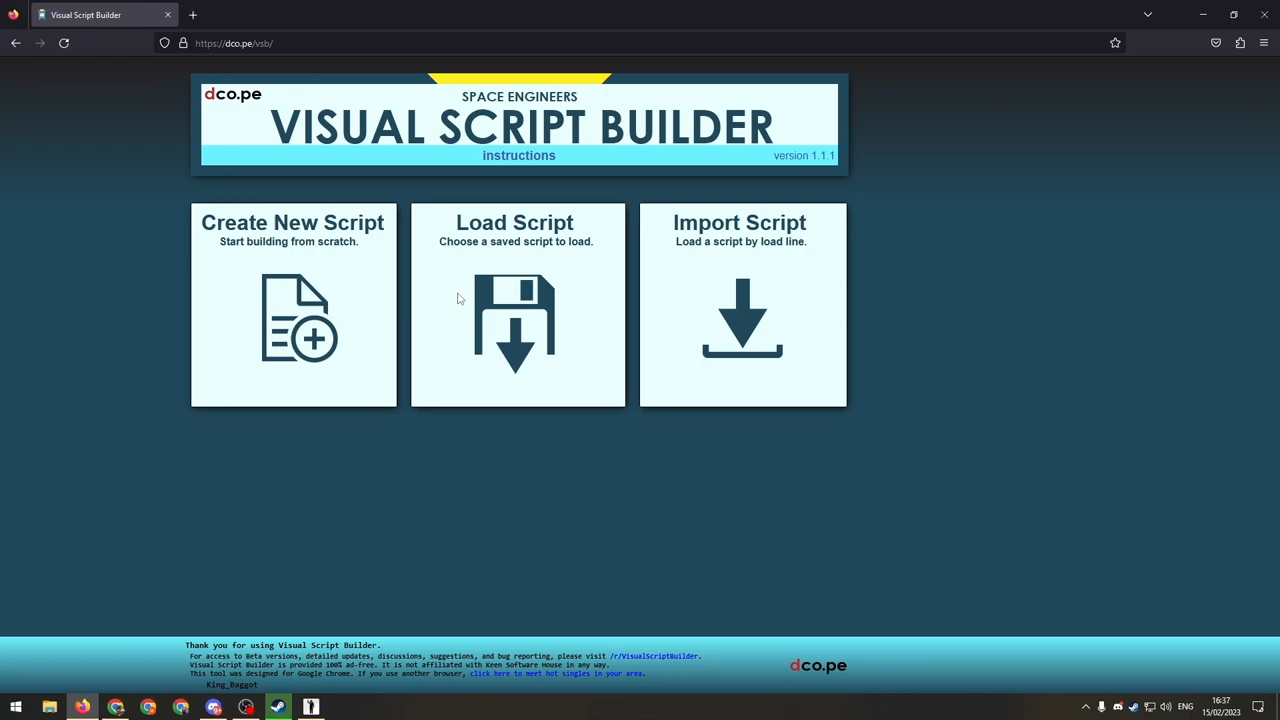 Visual Script Builder
https://dco.pe/vsb/
dco.pe
SPACE ENGINEERS
VISUAL SCRIPT BUILDER
instructions
version 1.1.1
Create New Script
Start building from scratch.
Load Script
Choose a saved script to load.
Import Script
Load a script by load line.
Thank you for using Visual Script Builder.
For access to Beta versions, detailed updates, discussions, suggestions, and bug reporting, please visit /r/VisualScriptBuilder.
Visual Script Builder is provided 100% ad-free. It is not affiliated with Keen Software House in any way.
This tool was designed for Google Chrome. If you use another browser, click here to meet hot singles in your area.
King_Baggot
dco.pe
ENG
16:37
15/02/2023